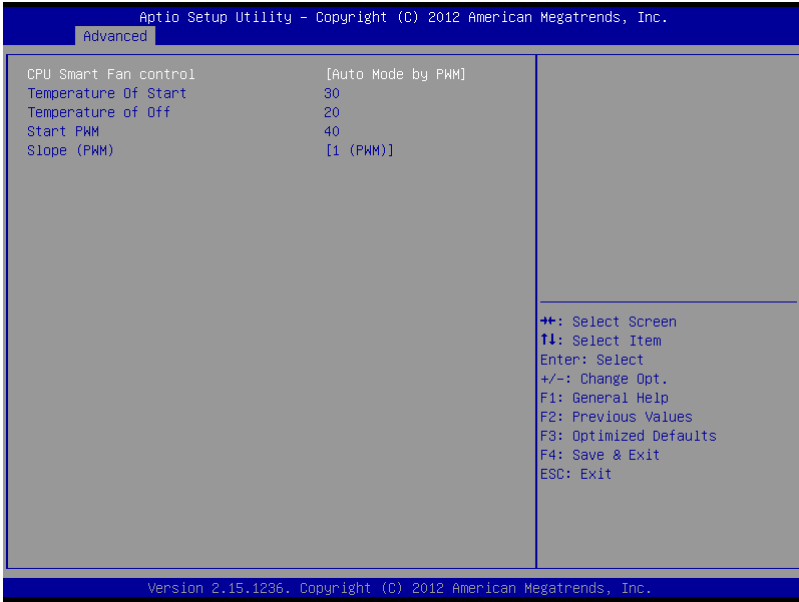 Aptio Setup Utility – Copyright (C) 2012 American Megatrends, Inc.
Advanced
CPU Smart Fan control [Auto Mode by PWM]
Temperature Of Start 30
Temperature of Off 20
Start PWM 40
Slope (PWM) [1 (PWM)]
→←: Select Screen
↑↓: Select Item
Enter: Select
+/-: Change Opt.
F1: General Help
F2: Previous Values
F3: Optimized Defaults
F4: Save & Exit
ESC: Exit
Version 2.15.1236. Copyright (C) 2012 American Megatrends, Inc.